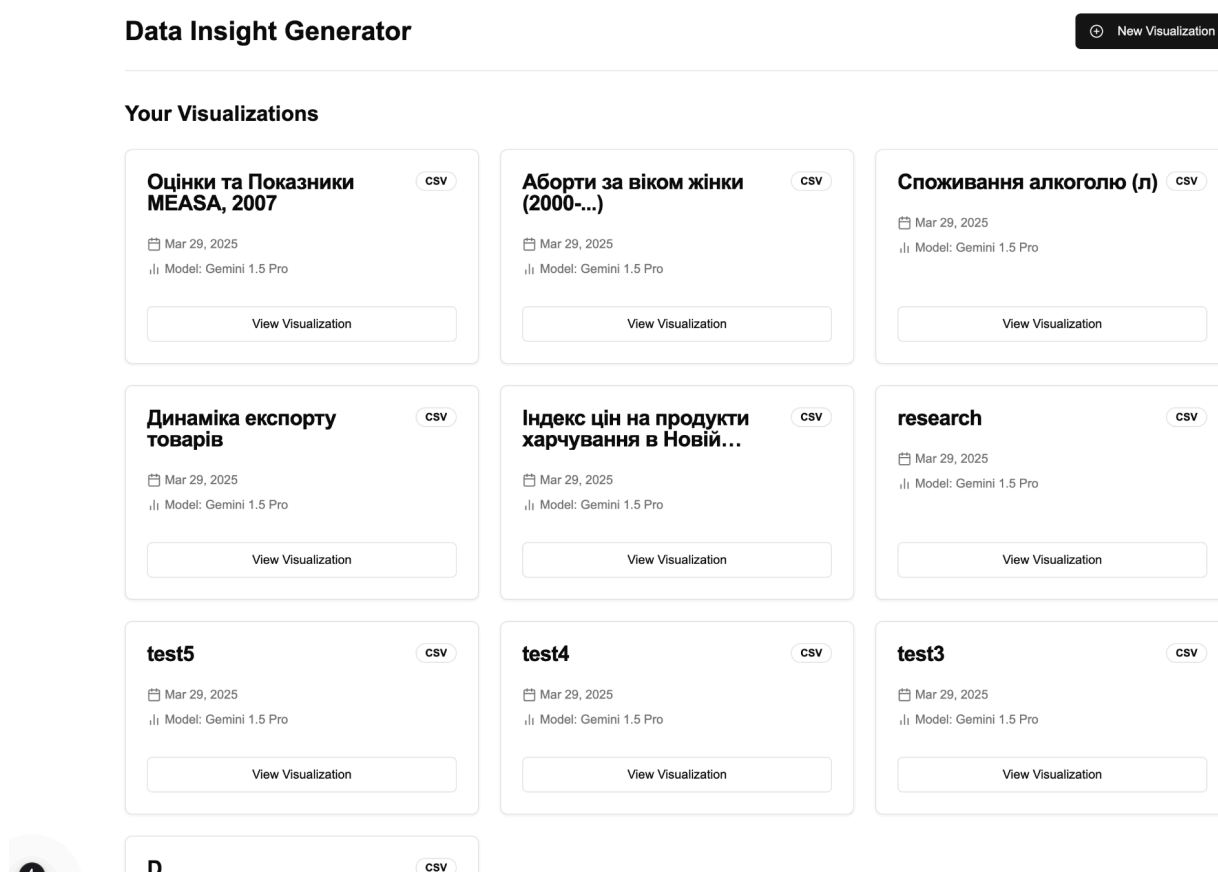 Data Insight Generator
New Visualization
Your Visualizations
Оцінки та Показники
MEASA, 2007
CSV
Mar 29, 2025
Model: Gemini 1.5 Pro
View Visualization
Аборти за віком жінки
(2000-...)
CSV
Mar 29, 2025
Model: Gemini 1.5 Pro
View Visualization
Споживання алкоголю (л)
CSV
Mar 29, 2025
Model: Gemini 1.5 Pro
View Visualization
Динаміка експорту
товарів
CSV
Mar 29, 2025
Model: Gemini 1.5 Pro
View Visualization
Індекс цін на продукти
харчування в Новій...
CSV
Mar 29, 2025
Model: Gemini 1.5 Pro
View Visualization
research
CSV
Mar 29, 2025
Model: Gemini 1.5 Pro
View Visualization
test5
CSV
Mar 29, 2025
Model: Gemini 1.5 Pro
View Visualization
test4
CSV
Mar 29, 2025
Model: Gemini 1.5 Pro
View Visualization
test3
CSV
Mar 29, 2025
Model: Gemini 1.5 Pro
View Visualization
D
CSV